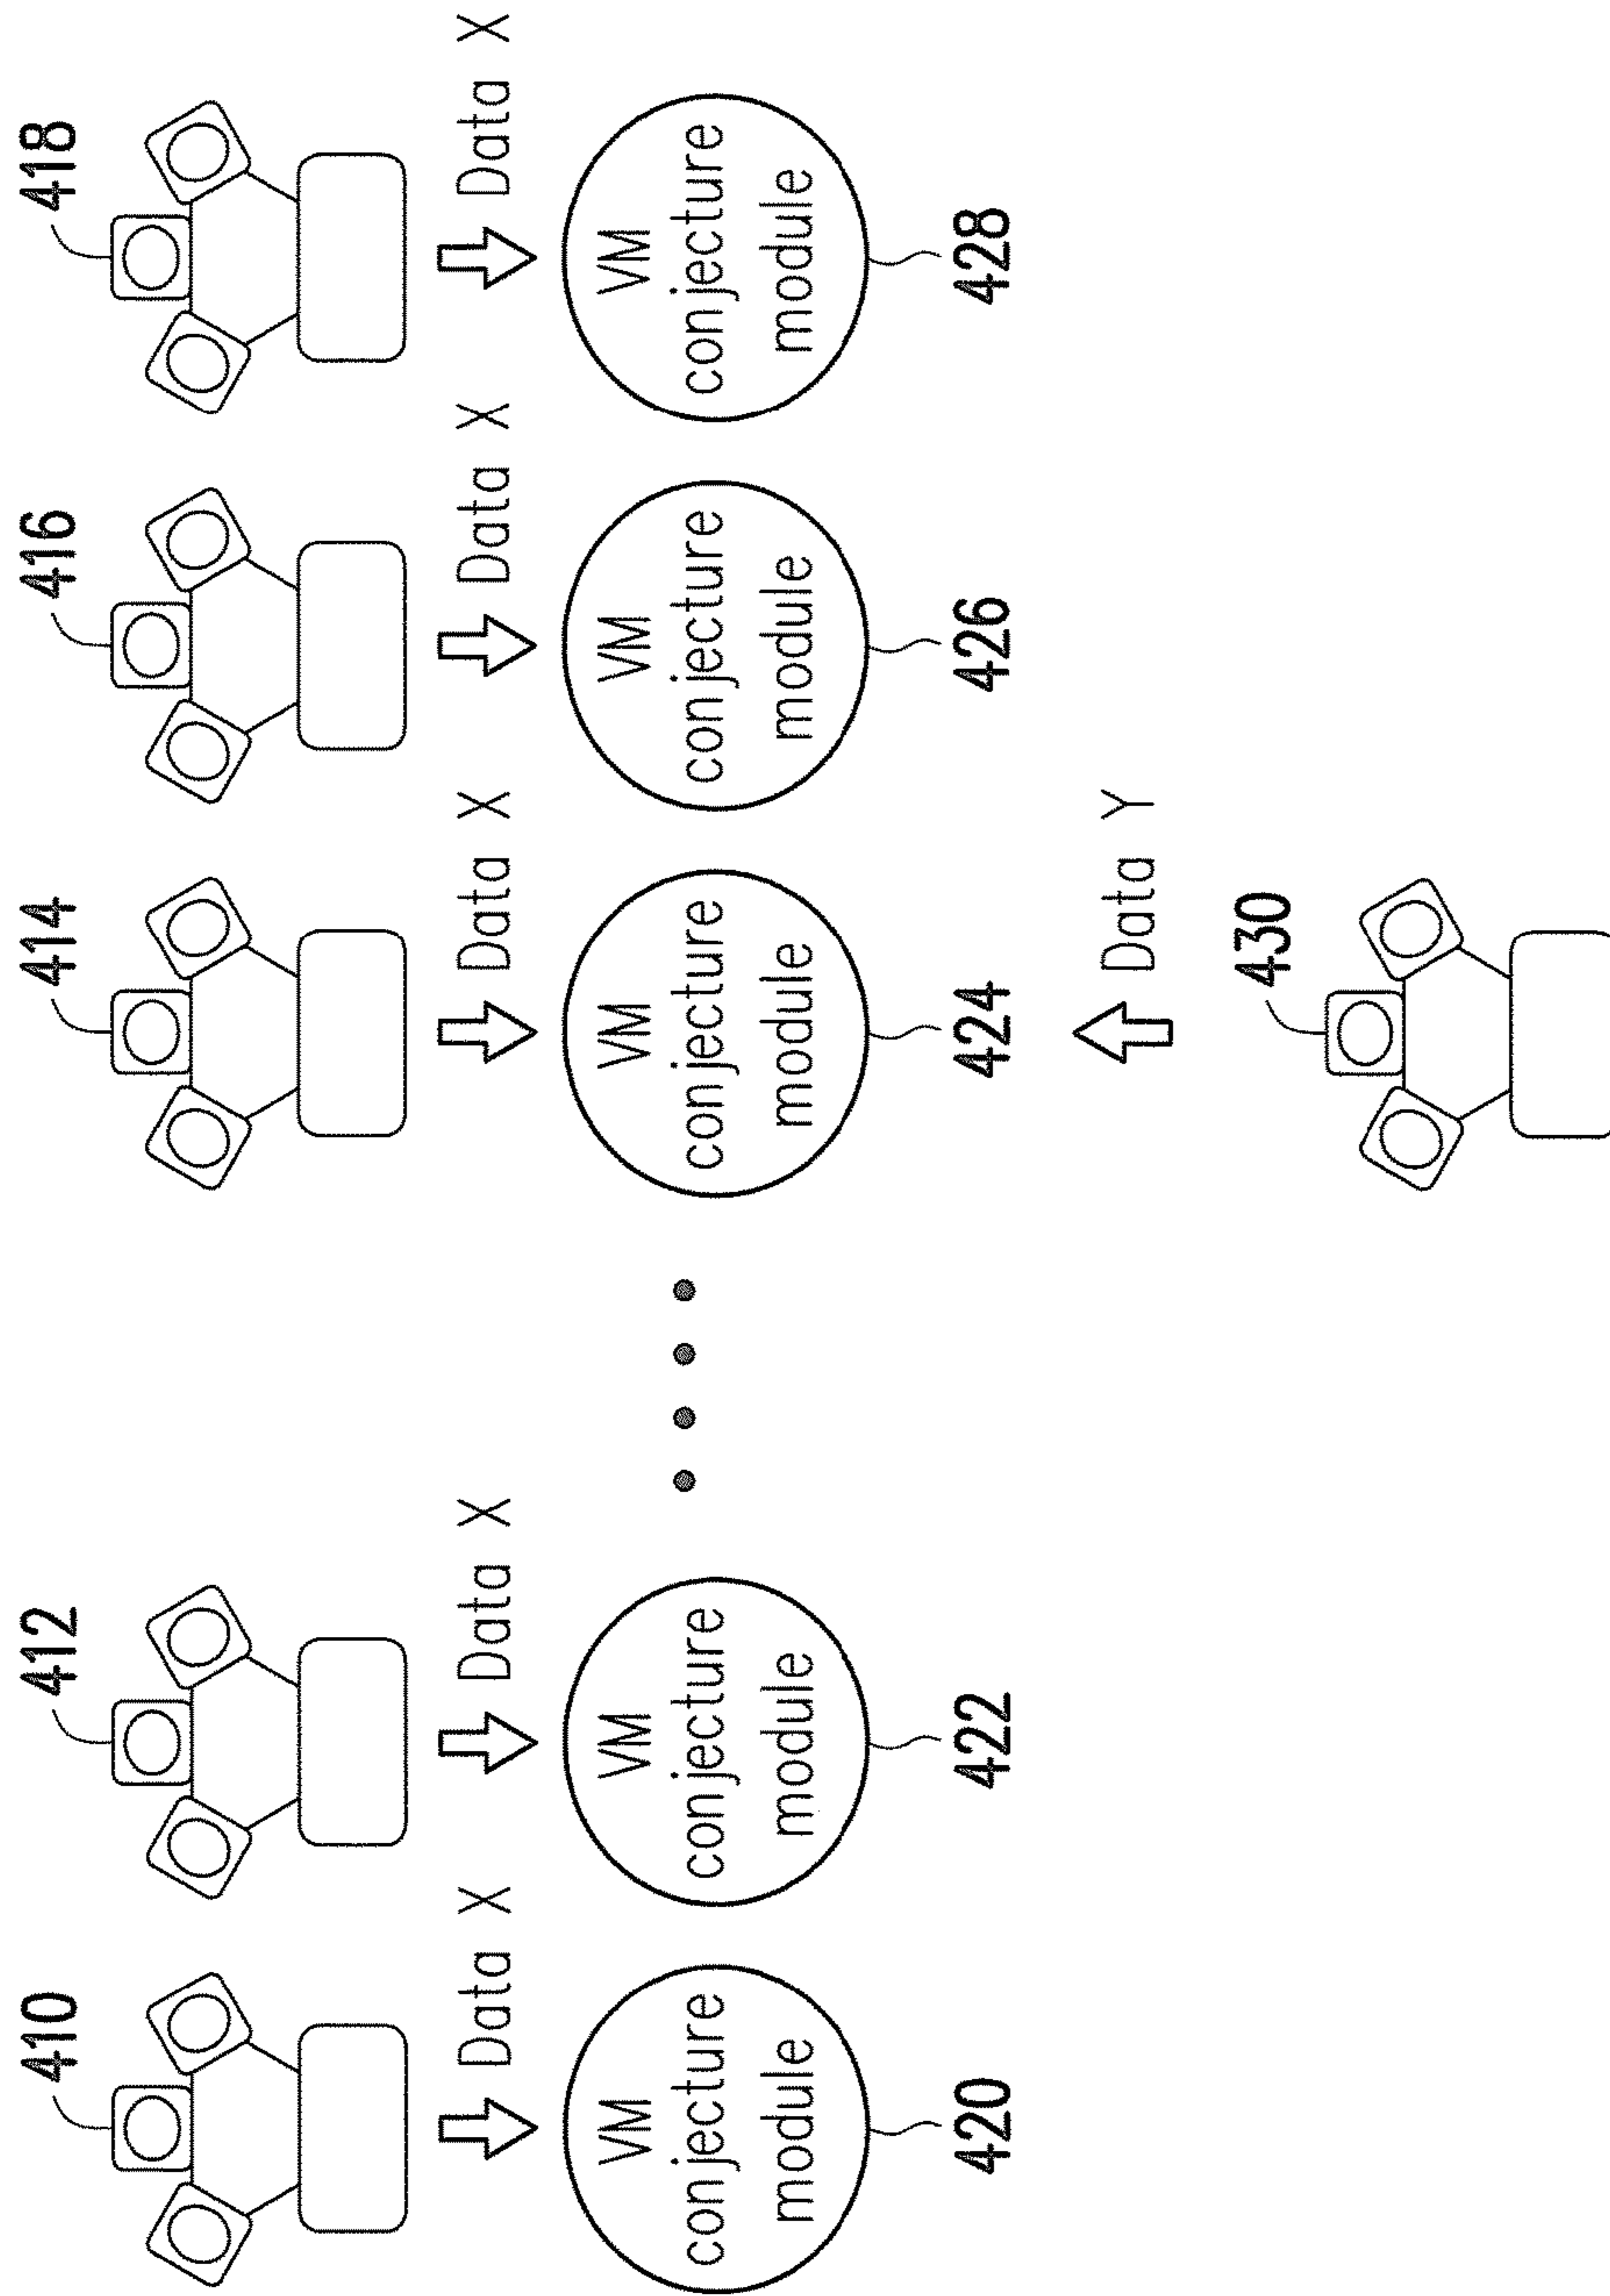 410
412
414
416
418
Data X
Data X
Data X
Data X
Data X
VM
conjecture
module
VM
conjecture
module
VM
conjecture
module
VM
conjecture
module
VM
conjecture
module
420
422
424
426
428
Data Y
430